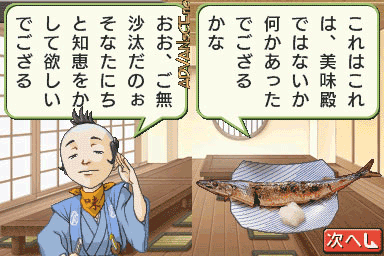 これはこれ
は、美味殿
ではないか
何かあった
でござる
かな
おお　ご無
沙汰だのぉ
そなたにち
と知恵をか
して欲しい
でござる
ADVANsCEne
次へ